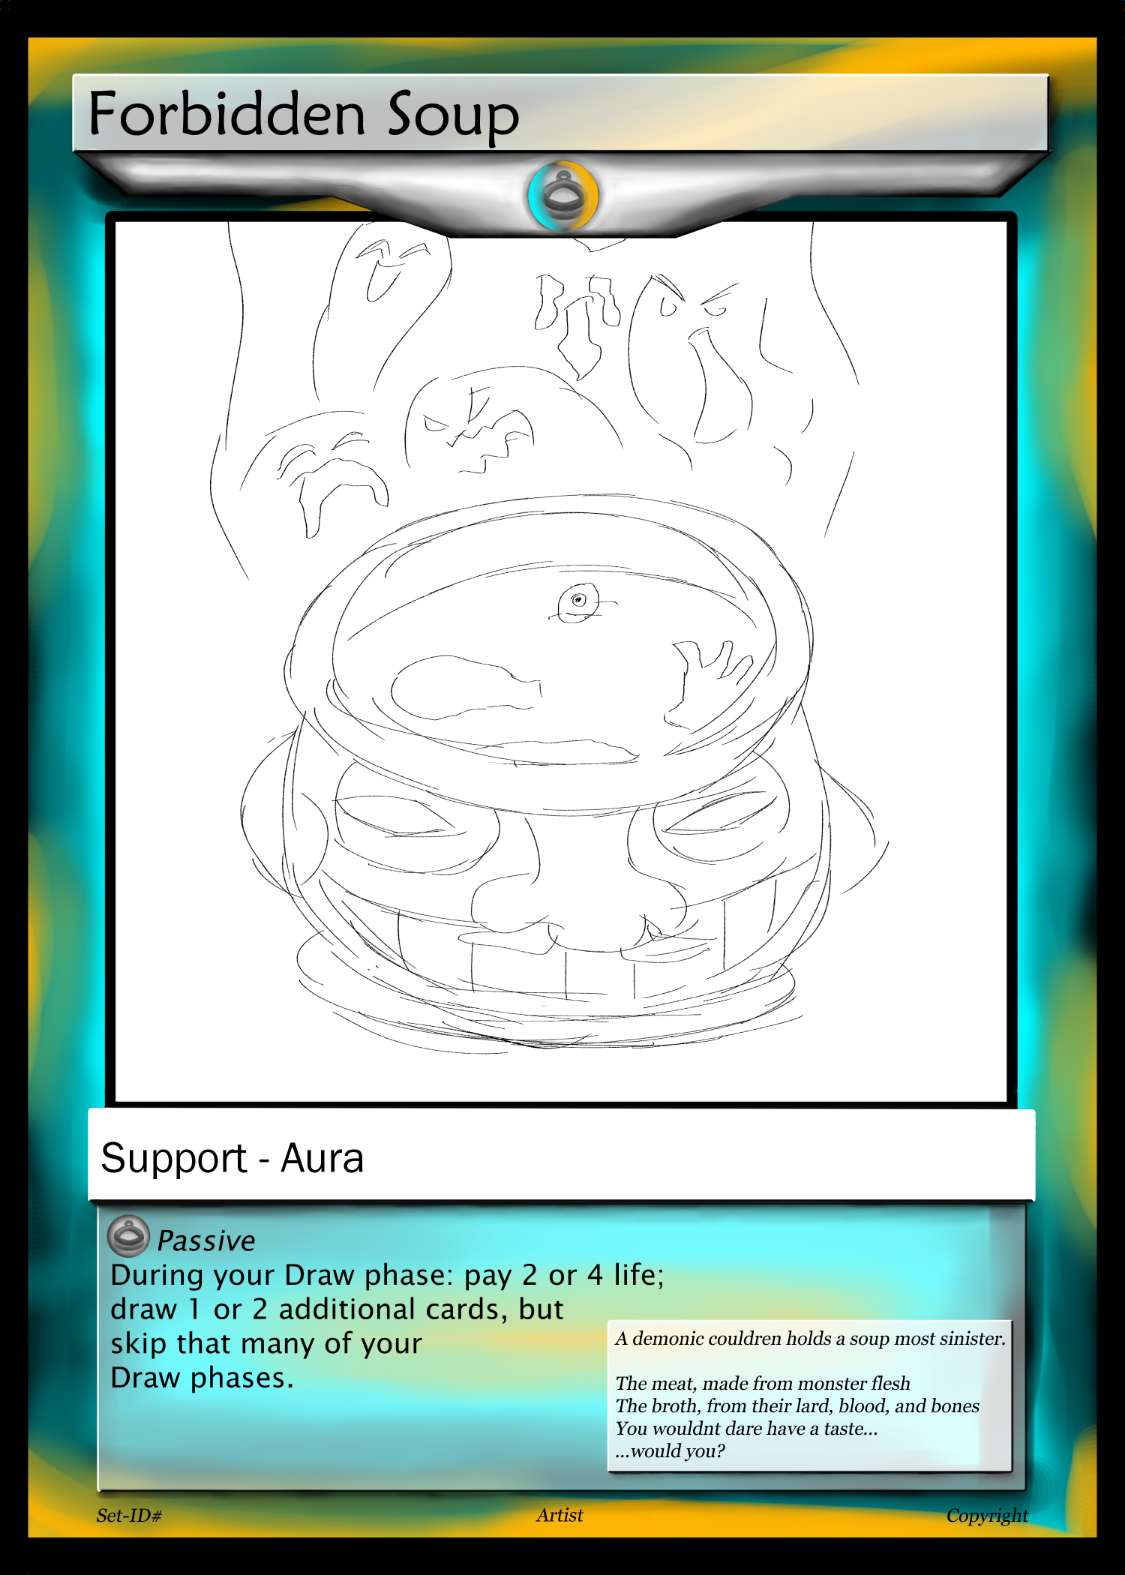 Forbidden Soup
Support - Aura
Passive
During your Draw phase: pay 2 or 4 life;
draw 1 or 2 additional cards, but
skip that many of your
Draw phases.
A demonic couldren holds a soup most sinister.
The meat, made from monster flesh
The broth, from their lard, blood, and bones
You wouldnt dare have a taste...
...would you?
Set-ID#
Artist
Copyright